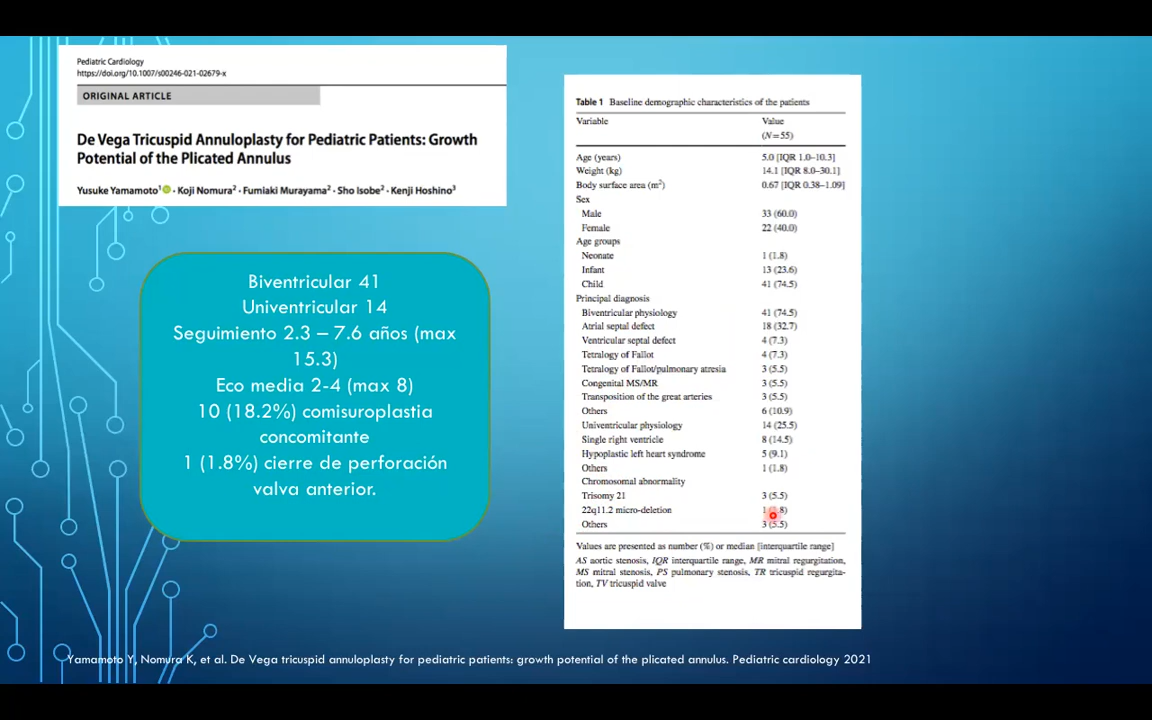 Pediatric Cardiology
https://doi.org/10.1007/s00246-021-02679-x
ORIGINAL ARTICLE
De Vega Tricuspid Annuloplasty for Pediatric Patients: Growth
Potential of the Plicated Annulus
Yusuke Yamamoto1 · Koji Nomura2 · Fumiaki Murayama2 · Sho Isobe2 · Kenji Hoshino3
Biventricular 41
Univentricular 14
Seguimiento 2.3 – 7.6 años (max
15.3)
Eco media 2-4 (max 8)
10 (18.2%) comisuroplastia
concomitante
1 (1.8%) cierre de perforación
valva anterior.
Table 1 Baseline demographic characteristics of the patients
Variable Value
(N=55)
Age (years) 5.0 [IQR 1.0–10.3]
Weight (kg) 14.1 [IQR 8.0–30.1]
Body surface area (m2) 0.67 [IQR 0.38–1.09]
Sex
Male 33 (60.0)
Female 22 (40.0)
Age groups
Neonate 1 (1.8)
Infant 13 (23.6)
Child 41 (74.5)
Principal diagnosis
Biventricular physiology 41 (74.5)
Atrial septal defect 18 (32.7)
Ventricular septal defect 4 (7.3)
Tetralogy of Fallot 4 (7.3)
Tetralogy of Fallot/pulmonary atresia 3 (5.5)
Congenital MS/MR 3 (5.5)
Transposition of the great arteries 3 (5.5)
Others 6 (10.9)
Univentricular physiology 14 (25.5)
Single right ventricle 8 (14.5)
Hypoplastic left heart syndrome 5 (9.1)
Others 1 (1.8)
Chromosomal abnormality
Trisomy 21 3 (5.5)
22q11.2 micro-deletion 1
Others 3 (5.5)
Values are presented as number (%) or median [interquartile range]
AS aortic stenosis, IQR interquartile range, MR mitral regurgitation,
MS mitral stenosis, PS pulmonary stenosis, TR tricuspid regurgita-
tion, TV tricuspid valve
Yamamoto Y, Nomura K, et al. De Vega tricuspid annuloplasty for pediatric patients: growth potential of the plicated annulus. Pediatric cardiology 2021